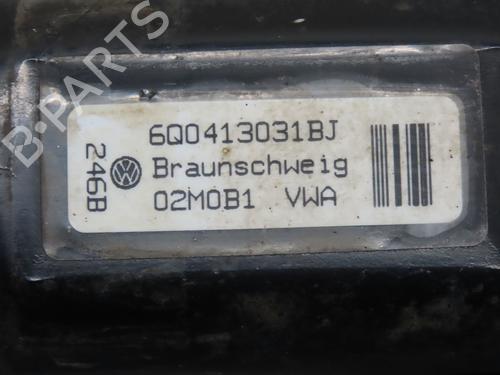 B-PARTS
6Q0413031BJ
Braunschweig
02M0B1 VWA
246B